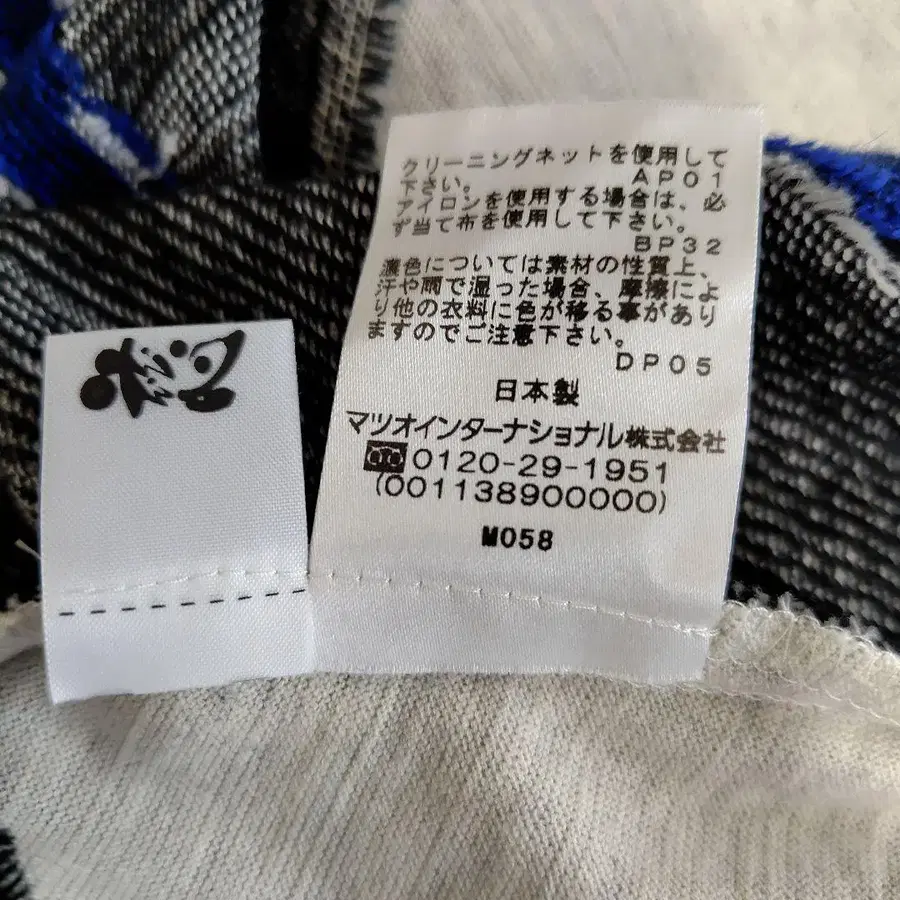 クリーニングネットを使用して
下さい。 AP01
アイロンを使用する場合は、必
ず当て布を使用して下さい。
BP32
濃色については素材の性質上、
汗や雨で湿った場合、摩擦によ
り他の衣料に色が移る事があり
ますのでご注意下さい。
DP05
日本製
マツオインターナショナル株式会社
0120-29-1951
(001138900000)
M058